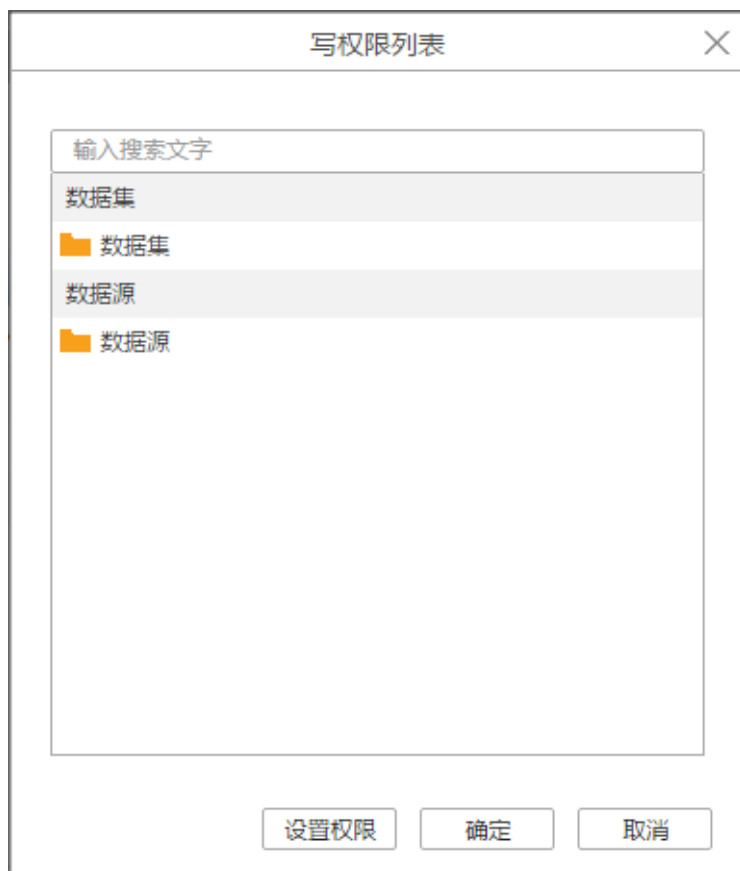 写权限列表
输入搜索文字
数据集
数据集
数据源
数据源
设置权限 确定 取消